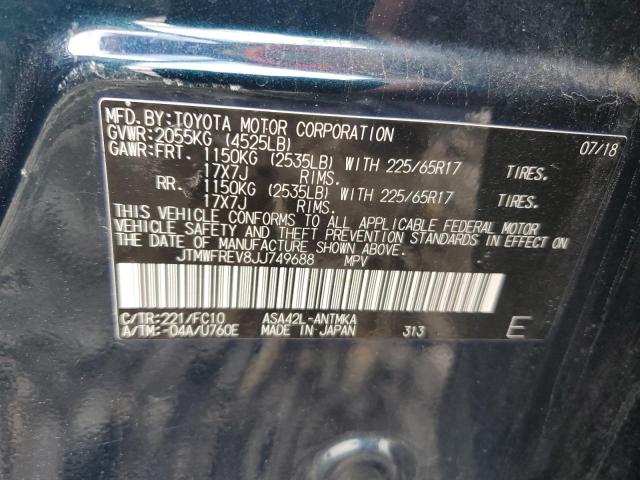 MFD.BY:TOYOTA MOTOR CORPORATION 07/18
GVWR:2055KG (4525LB)
GAWR:FRT. 1150KG (2535LB) WITH 225/65R17 TIRES.
17X7J RIMS.
RR. 1150KG (2535LB) WITH 225/65R17 TIRES.
17X7J RIMS.
THIS VEHICLE CONFORMS TO ALL APPLICABLE FEDERAL MOTOR
VEHICLE SAFETY AND THEFT PREVENTION STANDARDS IN EFFECT ON
THE DATE OF MANUFACTURE SHOWN ABOVE.
JTMWFREV8JJ749688 MPV
C/TR:221/FC10 ASA42L-ANTMKA
A/TM:-04A/U760E MADE IN JAPAN 313 E